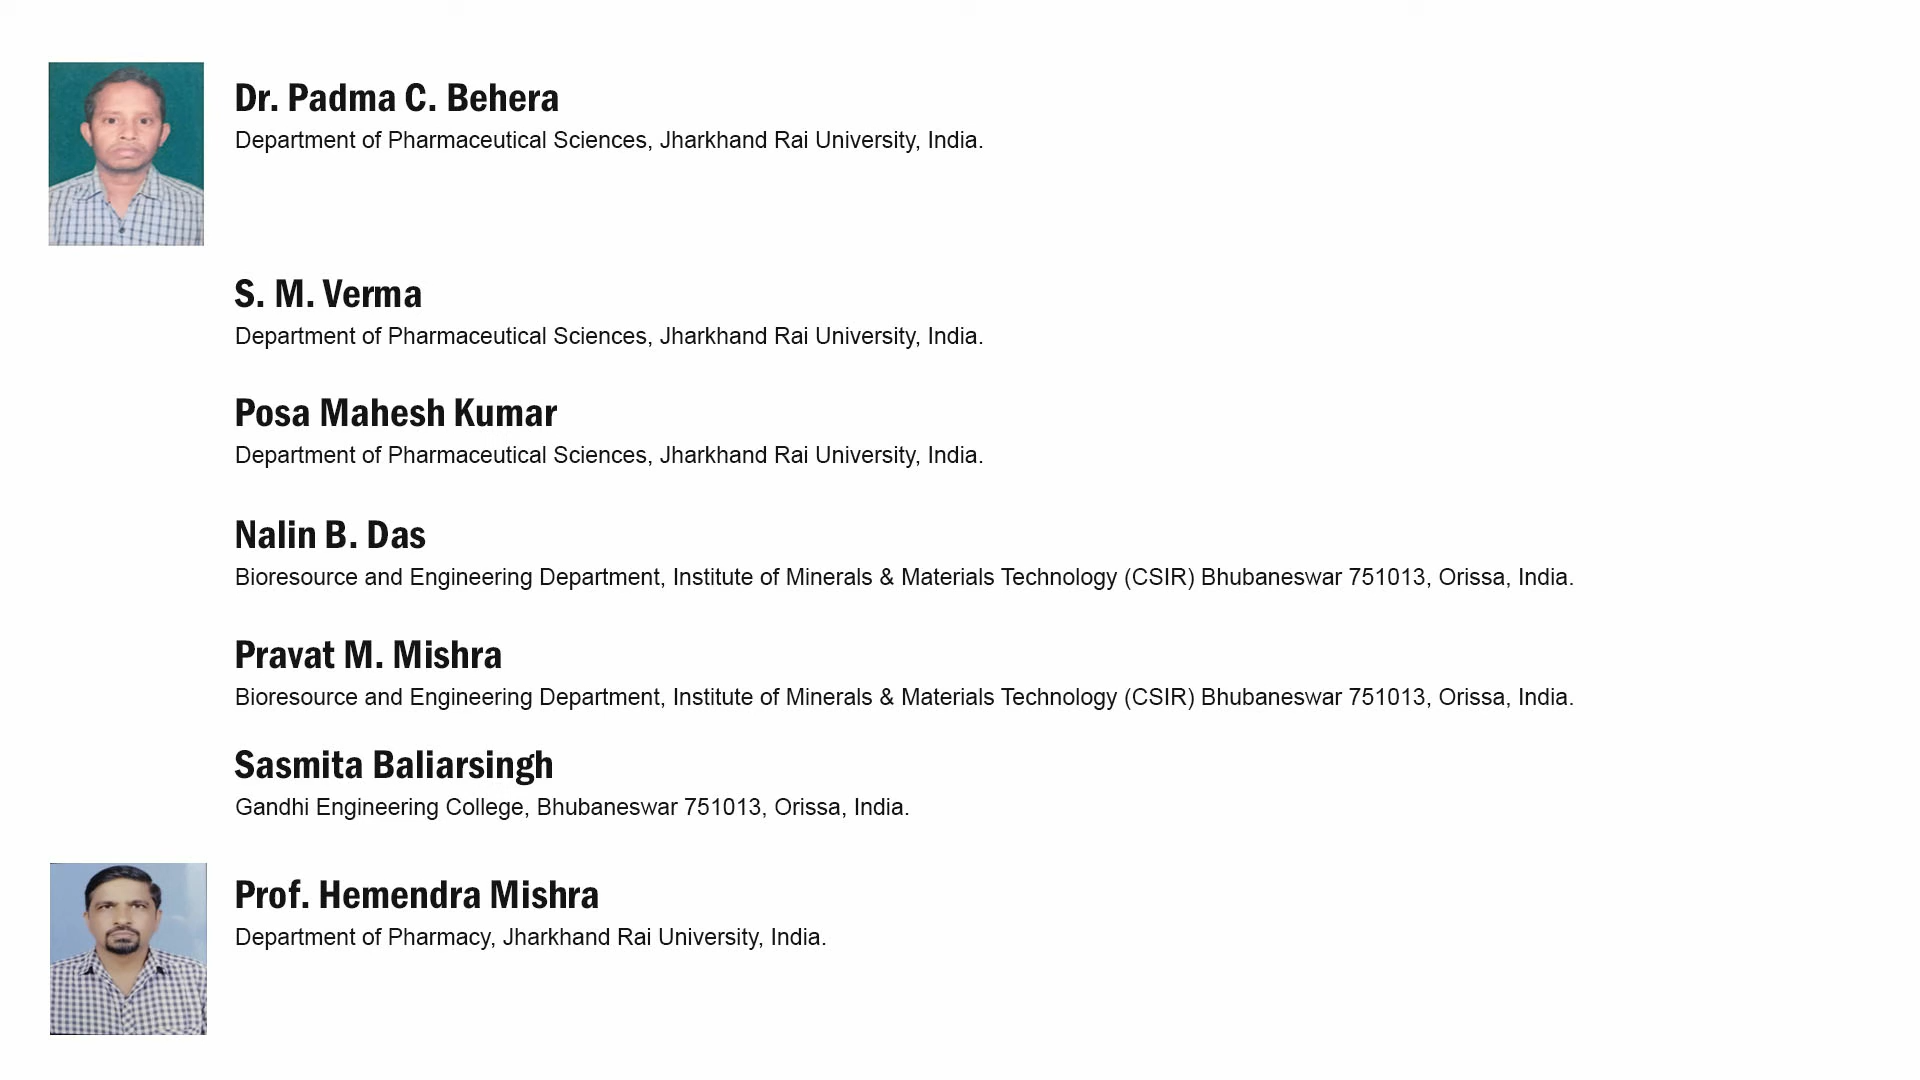 Dr. Padma C. Behera
Department of Pharmaceutical Sciences, Jharkhand Rai University, India.
S. M. Verma
Department of Pharmaceutical Sciences, Jharkhand Rai University, India.
Posa Mahesh Kumar
Department of Pharmaceutical Sciences, Jharkhand Rai University, India.
Nalin B. Das
Bioresource and Engineering Department, Institute of Minerals & Materials Technology (CSIR) Bhubaneswar 751013, Orissa, India.
Pravat M. Mishra
Bioresource and Engineering Department, Institute of Minerals & Materials Technology (CSIR) Bhubaneswar 751013, Orissa, India.
Sasmita Baliarsingh
Gandhi Engineering College, Bhubaneswar 751013, Orissa, India.
Prof. Hemendra Mishra
Department of Pharmacy, Jharkhand Rai University, India.